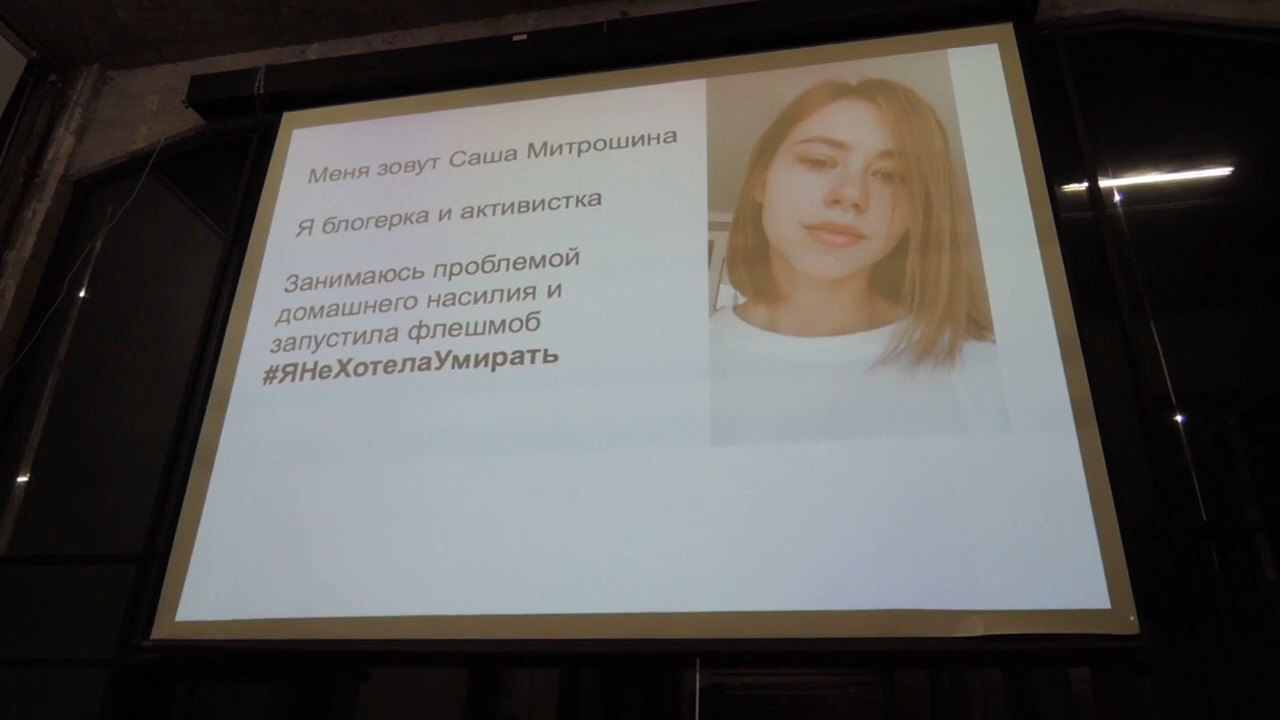 Меня зовут Саша Митрошина
Я блогерка и активистка
Занимаюсь проблемой
домашнего насилия и
запустила флешмоб
#ЯНеХотелаУмирать